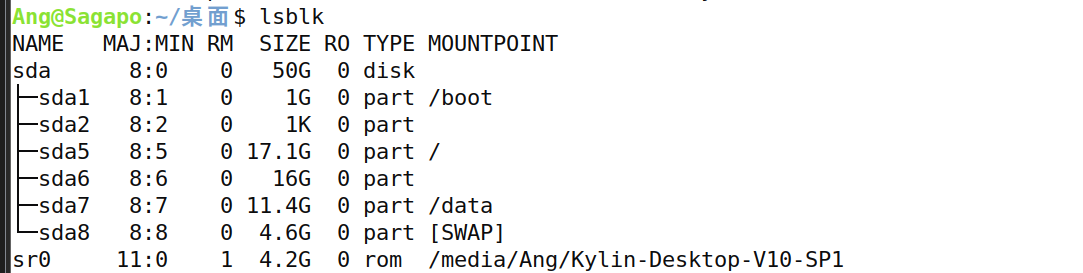 Ang@Sagapo:~/桌面$ lsblk
NAME   MAJ:MIN RM  SIZE RO TYPE MOUNTPOINT
sda      8:0    0   50G  0 disk
├─sda1   8:1    0    1G  0 part /boot
├─sda2   8:2    0    1K  0 part
├─sda5   8:5    0 17.1G  0 part /
├─sda6   8:6    0   16G  0 part
├─sda7   8:7    0 11.4G  0 part /data
└─sda8   8:8    0  4.6G  0 part [SWAP]
sr0     11:0    1  4.2G  0 rom  /media/Ang/Kylin-Desktop-V10-SP1